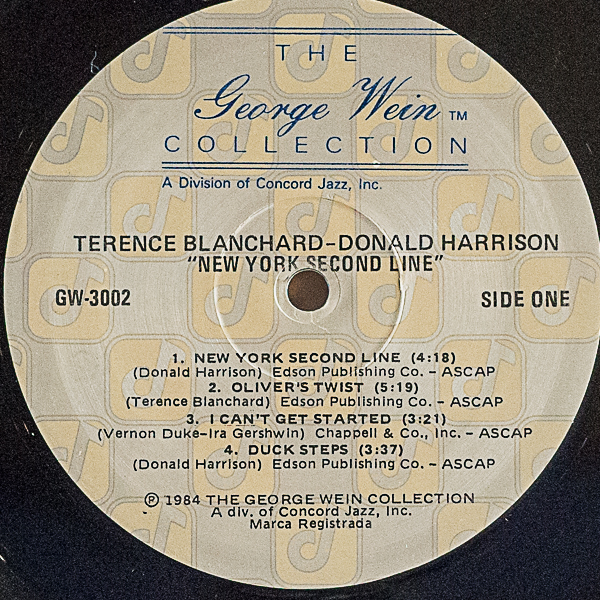 THE
George Wein™
COLLECTION
A Division of Concord Jazz, Inc.
TERENCE BLANCHARD-DONALD HARRISON
"NEW YORK SECOND LINE"
GW-3002 SIDE ONE
1. NEW YORK SECOND LINE (4:18)
(Donald Harrison) Edson Publishing Co. - ASCAP
2. OLIVER'S TWIST (5:19)
(Terence Blanchard) Edson Publishing Co. - ASCAP
3. I CAN'T GET STARTED (3:21)
(Vernon Duke-Ira Gershwin) Chappell & Co., Inc. - ASCAP
4. DUCK STEPS (3:37)
(Donald Harrison) Edson Publishing Co. - ASCAP
℗ 1984 THE GEORGE WEIN COLLECTION
A div. of Concord Jazz, Inc.
Marca Registrada